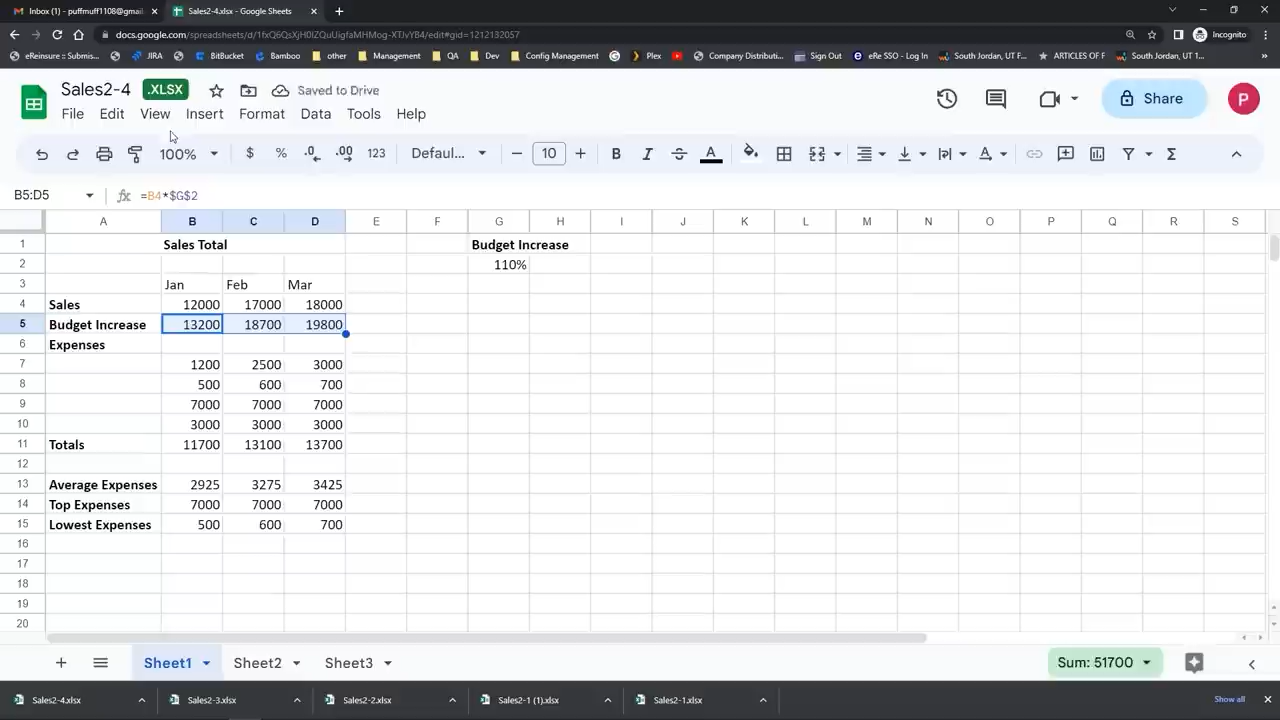 Inbox (1) - puffmuff1108@gmail
Sales2-4.xlsx - Google Sheets
docs.google.com/spreadsheets/d/1fxQ6QsXjH0IZQuUigfaMHMog-XTJvYB4/edit#gid=1212132057
Incognito
eReinsure :: Submiss... JIRA BitBucket Bamboo other Management QA Dev Config Management Plex Company Distributi... Sign Out eRe SSO - Log In South Jordan, UT F... ARTICLES OF F South Jordan, UT 1...
Sales2-4 .XLSX Saved to Drive
Share P
File Edit View Insert Format Data Tools Help
100% $ % .0 .00 123 Defaul... − 10 + B I A Σ
B5:D5 fx =B4*$G$2
A B C D E F G H I J K L M N O P Q R S
1 Sales Total Budget Increase
2 110%
3 Jan Feb Mar
4 Sales 12000 17000 18000
5 Budget Increase 13200 18700 19800
6 Expenses
7 1200 2500 3000
8 500 600 700
9 7000 7000 7000
10 3000 3000 3000
11 Totals 11700 13100 13700
12
13 Average Expenses 2925 3275 3425
14 Top Expenses 7000 7000 7000
15 Lowest Expenses 500 600 700
16
17
18
19
20
Sheet1 Sheet2 Sheet3 Sum: 51700
Sales2-4.xlsx Sales2-3.xlsx Sales2-2.xlsx Sales2-1 (1).xlsx Sales2-1.xlsx Show all